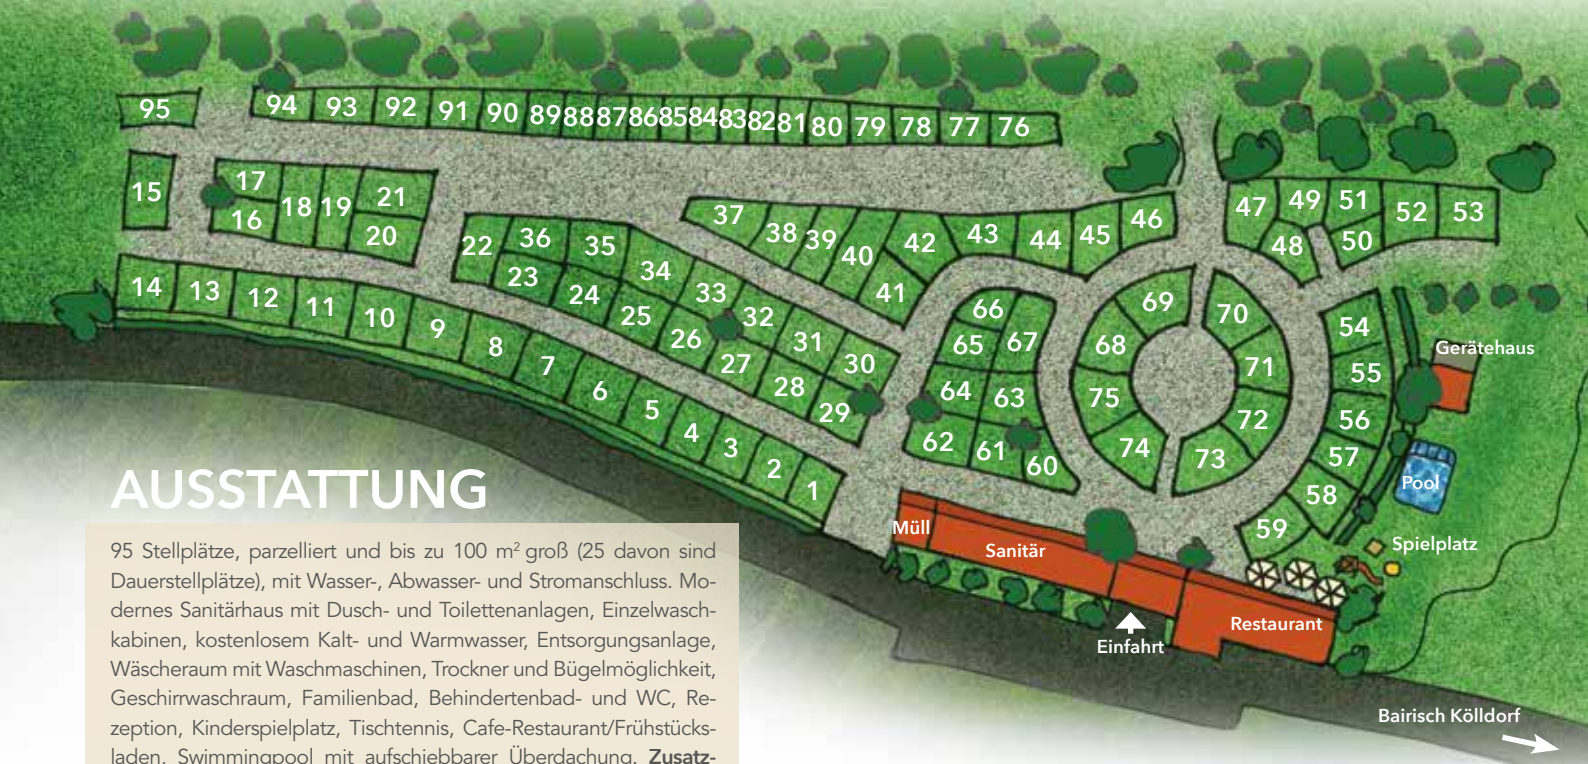 95
94 93 92 91 90 89 88 87 86 85 84 83 82 81 80 79 78 77 76
15
17
16
18 19
21
20
22 36 35
23
24
34
25
33
26
32
27
31
28
30
29
37
38 39 40
42
41
43 44 45 46
47 49 51 52 53
48 50
14 13 12 11 10 9 8 7 6 5 4 3 2 1
66
65 67
64 63
62 61 60
69 70
68 71
75 72
74 73
54
55
56
57
58
59
Gerätehaus
Pool
Spielplatz
Müll
Sanitär
Einfahrt
Restaurant
Bairisch Kölldorf
AUSSTATTUNG
95 Stellplätze, parzelliert und bis zu 100 m² groß (25 davon sind
Dauerstellplätze), mit Wasser-, Abwasser- und Stromanschluss. Mo-
dernes Sanitärhaus mit Dusch- und Toilettenanlagen, Einzelwasch-
kabinen, kostenlosem Kalt- und Warmwasser, Entsorgungsanlage,
Wäscheraum mit Waschmaschinen, Trockner und Bügelmöglichkeit,
Geschirrwaschraum, Familienbad, Behindertenbad- und WC, Re-
zeption, Kinderspielplatz, Tischtennis, Cafe-Restaurant/Frühstücks-
laden, Swimmingpool mit aufschiebbarer Überdachung. Zusatz-